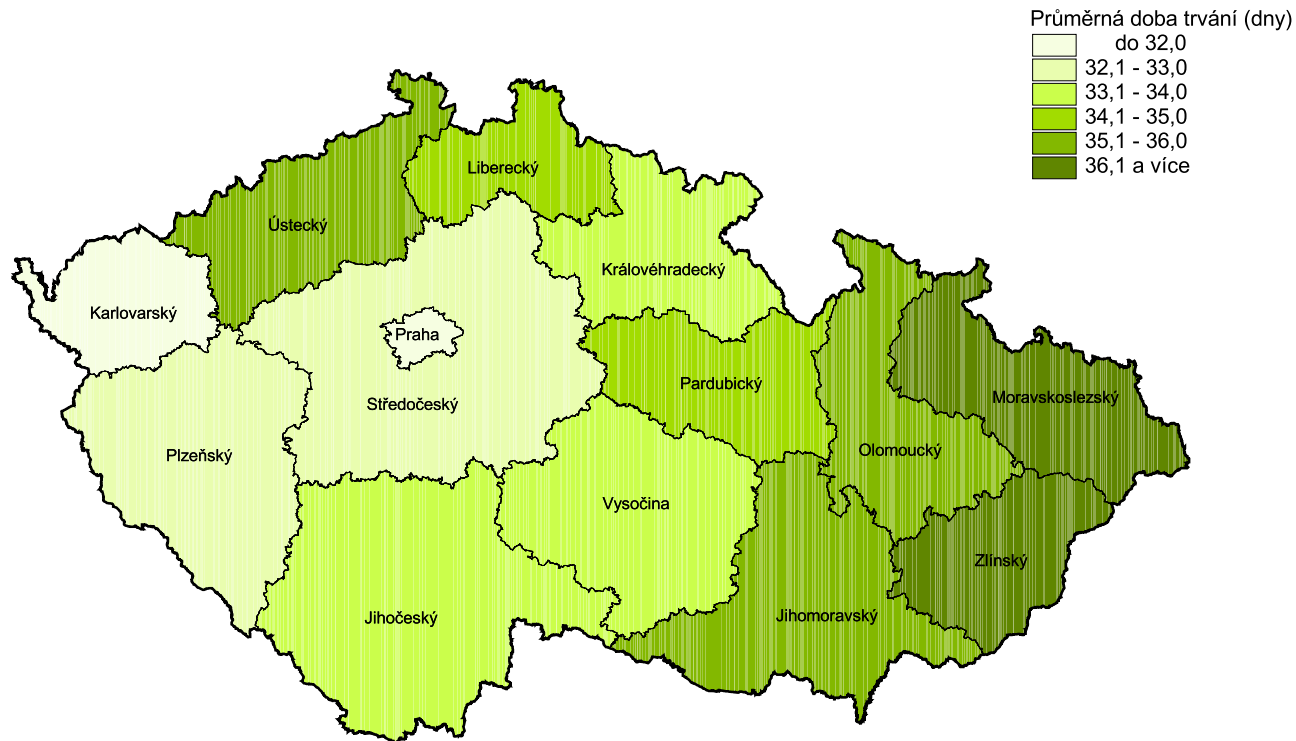 Průměrná doba trvání (dny)
do 32,0
32,1 - 33,0
33,1 - 34,0
34,1 - 35,0
35,1 - 36,0
36,1 a více
Liberecký
Ústecký
Královéhradecký
Karlovarský
Praha
Pardubický
Středočeský
Moravskoslezský
Olomoucký
Plzeňský
Vysočina
Zlínský
Jihočeský
Jihomoravský